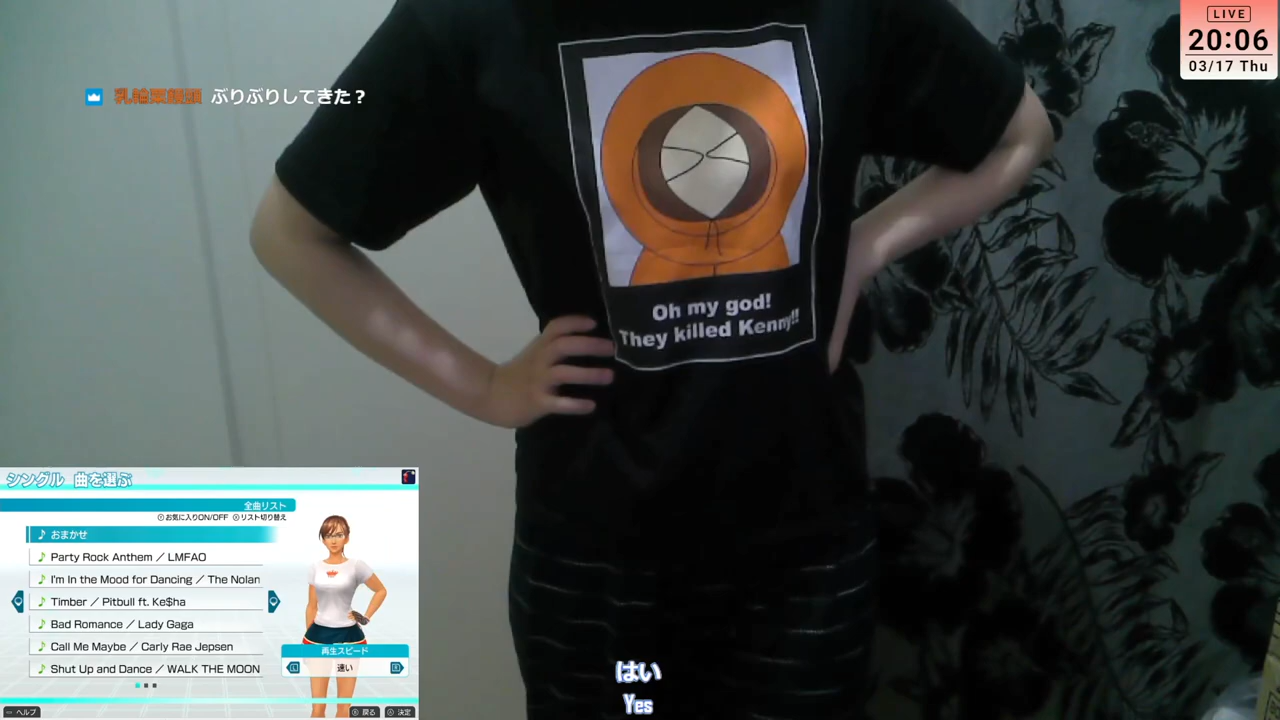 LIVE
20:06
03/17 Thu
ぶりぶりしてきた？
Oh my god!
They killed Kenny!!
シングル 曲を選ぶ
全曲リスト
お気に入りON/OFF リスト切り替え
おまかせ
Party Rock Anthem / LMFAO
I'm In the Mood for Dancing / The Nolan
Timber / Pitbull ft. Ke$ha
Bad Romance / Lady Gaga
Call Me Maybe / Carly Rae Jepsen
Shut Up and Dance / WALK THE MOON
再生スピード
L 速い R
ヘルプ
戻る 決定
はい
Yes